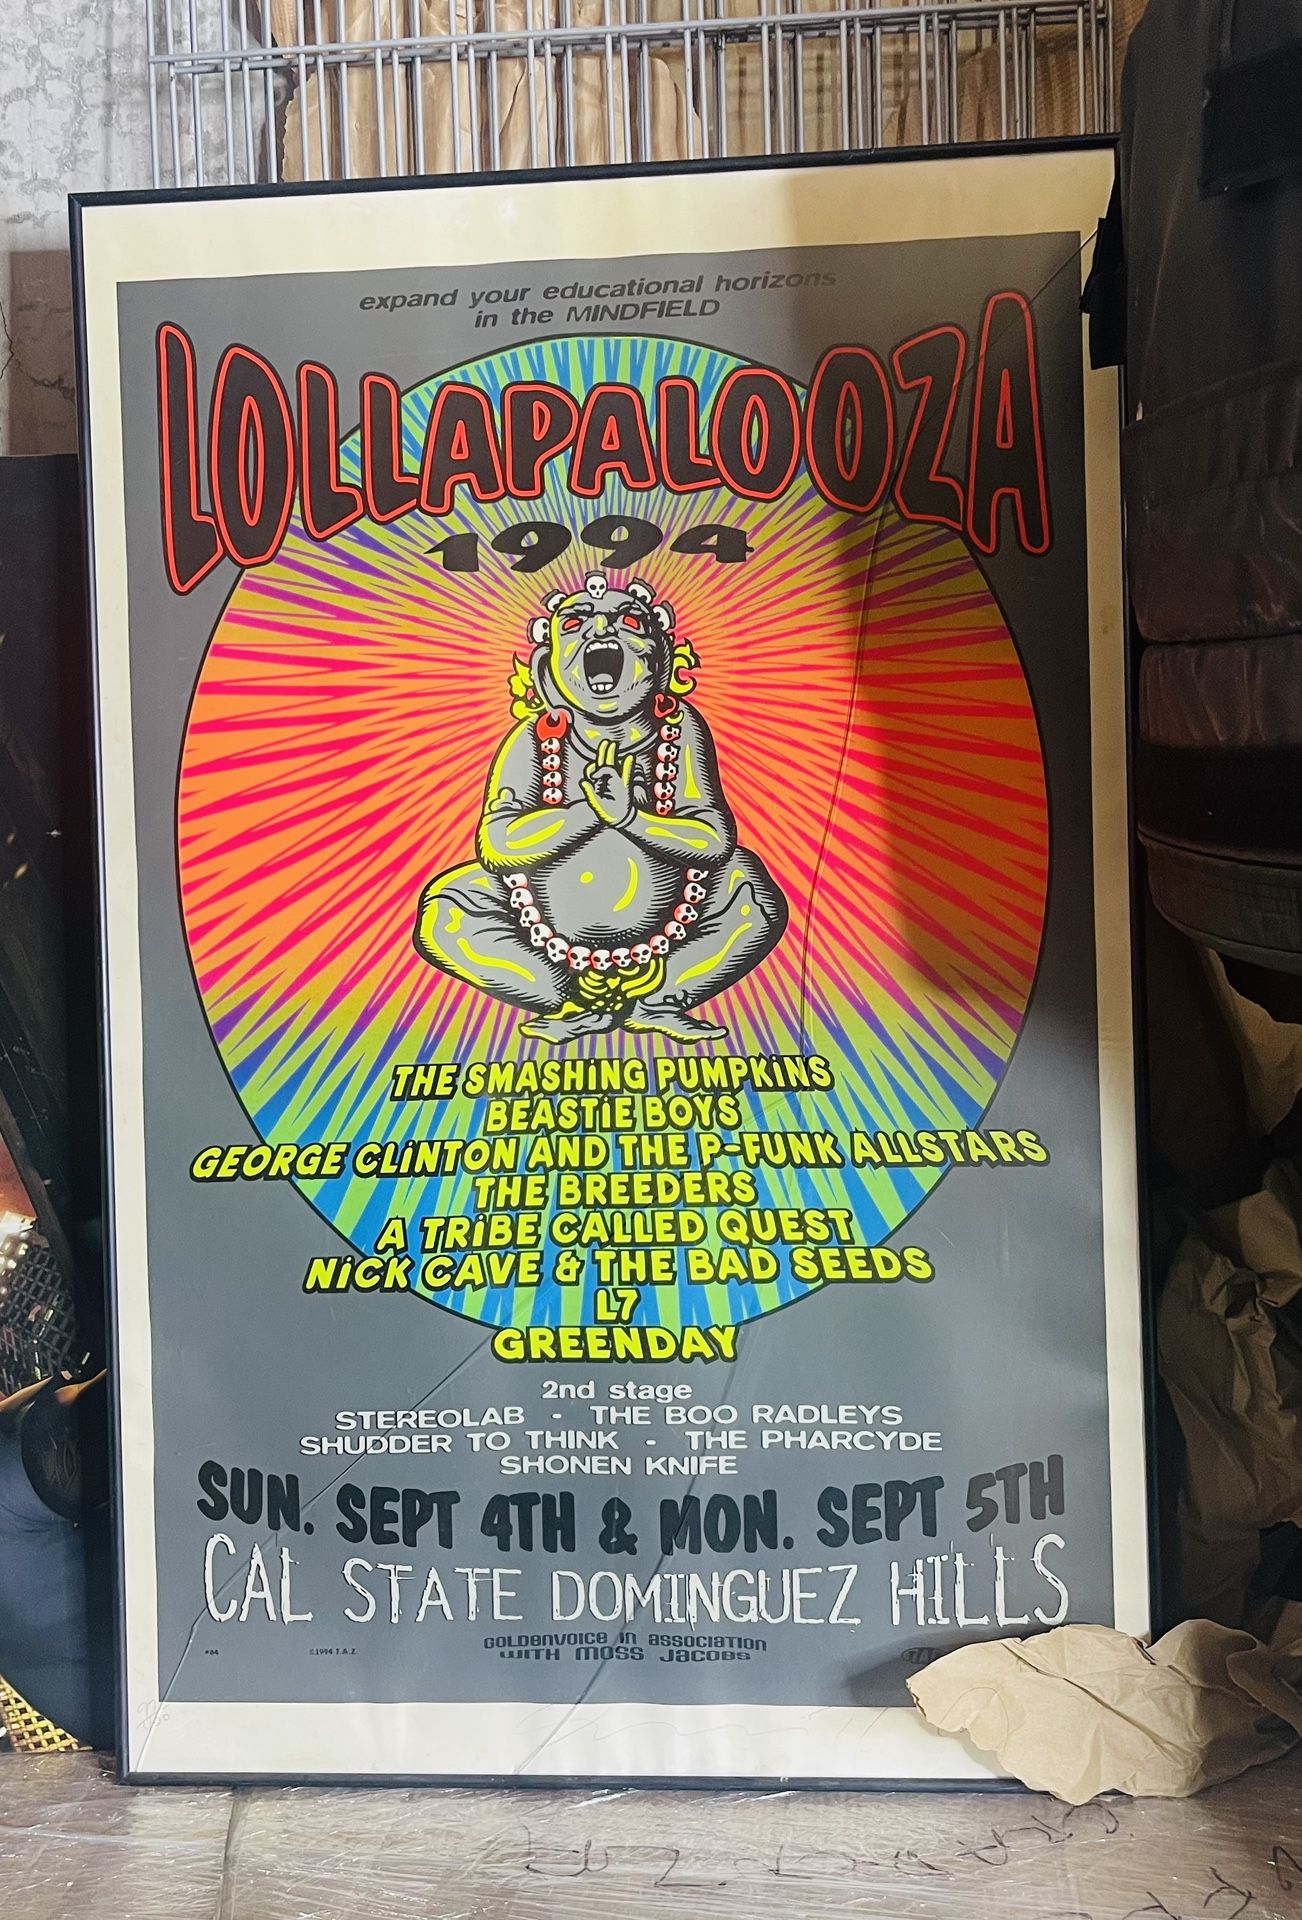 expand your educational horizons
in the MINDFIELD
LOLLAPALOOZA
1994
THE SMASHiNG PUMPKiNS
BEASTiE BOYS
GEORGE CLiNTON AND THE P-FUNK ALLSTARS
THE BREEDERS
A TRiBE CALLED QUEST
NiCK CAVE & THE BAD SEEDS
L7
GREENDAY
2nd stage
STEREOLAB - THE BOO RADLEYS
SHUDDER TO THINK - THE PHARCYDE
SHONEN KNIFE
SUN. SEPT 4TH & MON. SEPT 5TH
CAL STATE DOMINGUEZ HILLS
GOLDENVOICE IN ASSOCIATION
WITH MOSS JACOBS
©1994 T.A.Z.